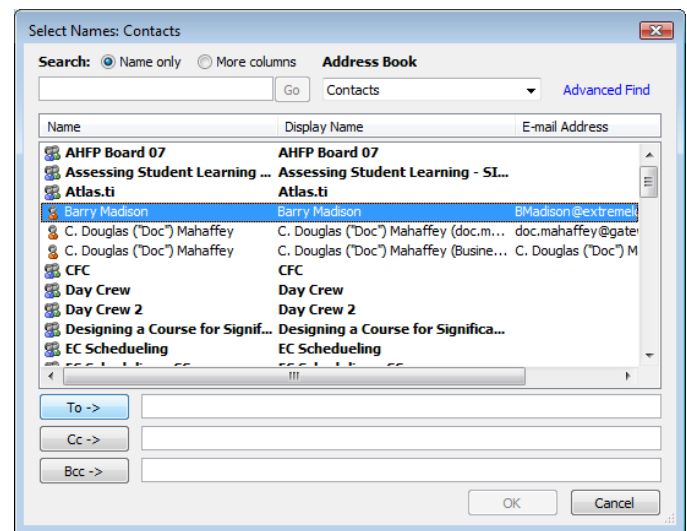 Select Names: Contacts
Search: Name only More columns Address Book
Go Contacts Advanced Find
Name Display Name E-mail Address
AHFP Board 07 AHFP Board 07
Assessing Student Learning ... Assessing Student Learning - SI...
Atlas.ti Atlas.ti
Barry Madison Barry Madison BMadison@extremel
C. Douglas ("Doc") Mahaffey C. Douglas ("Doc") Mahaffey (doc.m... doc.mahaffey@gate
C. Douglas ("Doc") Mahaffey C. Douglas ("Doc") Mahaffey (Busine... C. Douglas ("Doc") M
CFC CFC
Day Crew Day Crew
Day Crew 2 Day Crew 2
Designing a Course for Signif... Designing a Course for Significa...
EC Schedueling EC Schedueling
To ->
Cc ->
Bcc ->
OK Cancel